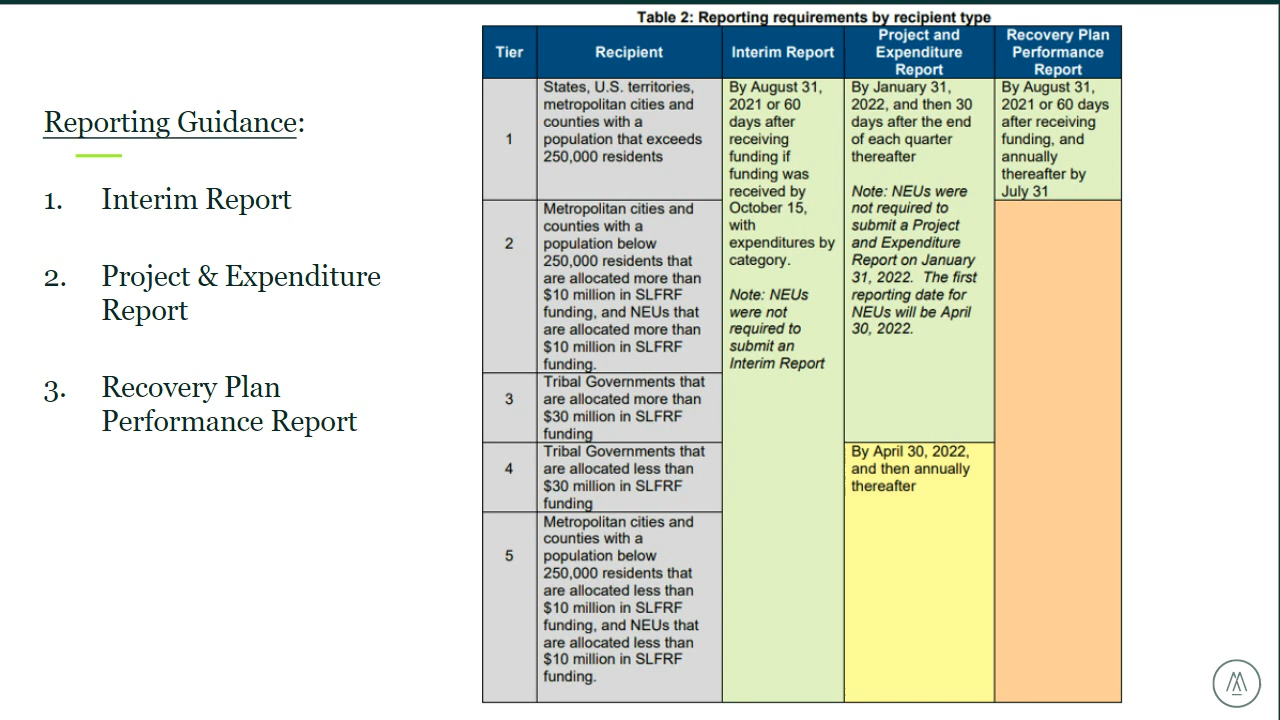 Reporting Guidance:
1. Interim Report
2. Project & Expenditure
Report
3. Recovery Plan
Performance Report
Table 2: Reporting requirements by recipient type
Tier
Recipient
Interim Report
Project and
Expenditure
Report
Recovery Plan
Performance
Report
1
States, U.S. territories,
metropolitan cities and
counties with a
population that exceeds
250,000 residents
2
Metropolitan cities and
counties with a
population below
250,000 residents that
are allocated more than
$10 million in SLFRF
funding, and NEUs that
are allocated more than
$10 million in SLFRF
funding.
3
Tribal Governments that
are allocated more than
$30 million in SLFRF
funding
4
Tribal Governments that
are allocated less than
$30 million in SLFRF
funding
5
Metropolitan cities and
counties with a
population below
250,000 residents that
are allocated less than
$10 million in SLFRF
funding, and NEUs that
are allocated less than
$10 million in SLFRF
funding.
By August 31,
2021 or 60
days after
receiving
funding if
funding was
received by
October 15,
with
expenditures by
category.
Note: NEUs
were not
required to
submit an
Interim Report
By January 31,
2022, and then 30
days after the end
of each quarter
thereafter
Note: NEUs were
not required to
submit a Project
and Expenditure
Report on January
31, 2022. The first
reporting date for
NEUs will be April
30, 2022.
By April 30, 2022,
and then annually
thereafter
By August 31,
2021 or 60 days
after receiving
funding, and
annually
thereafter by
July 31